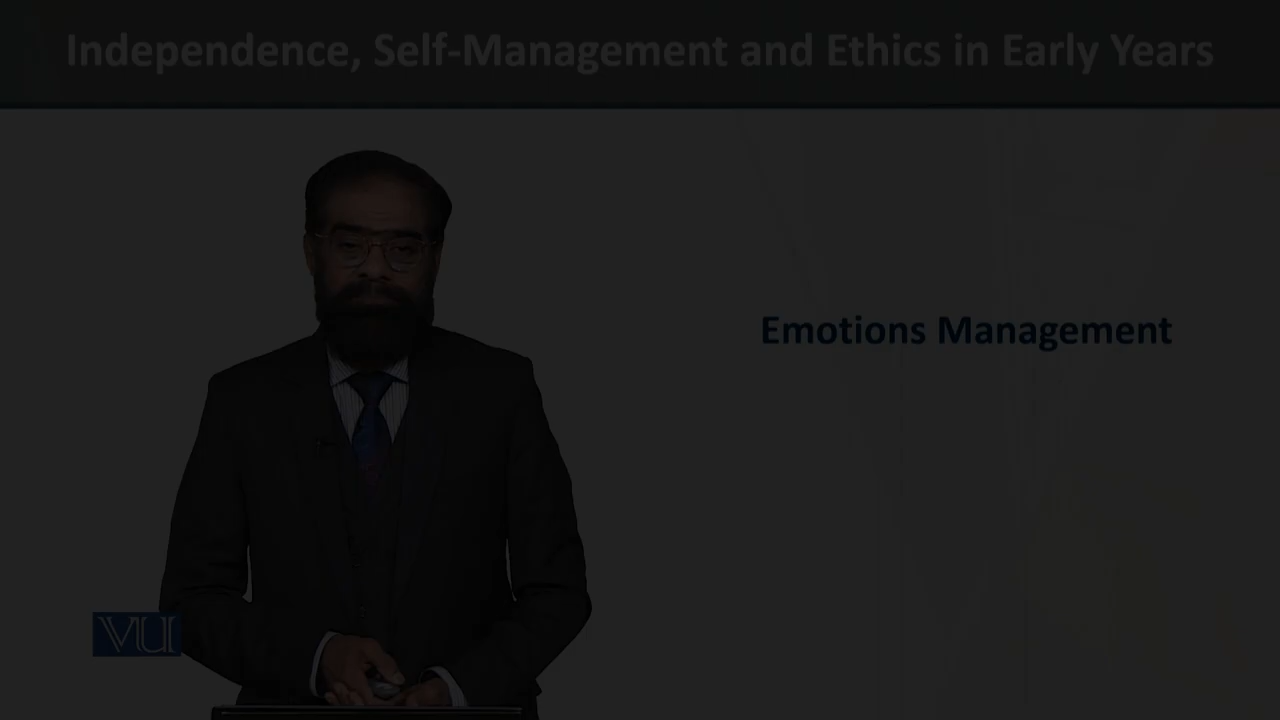 Independence, Self-Management and Ethics in Early Years
Emotions Management
VU